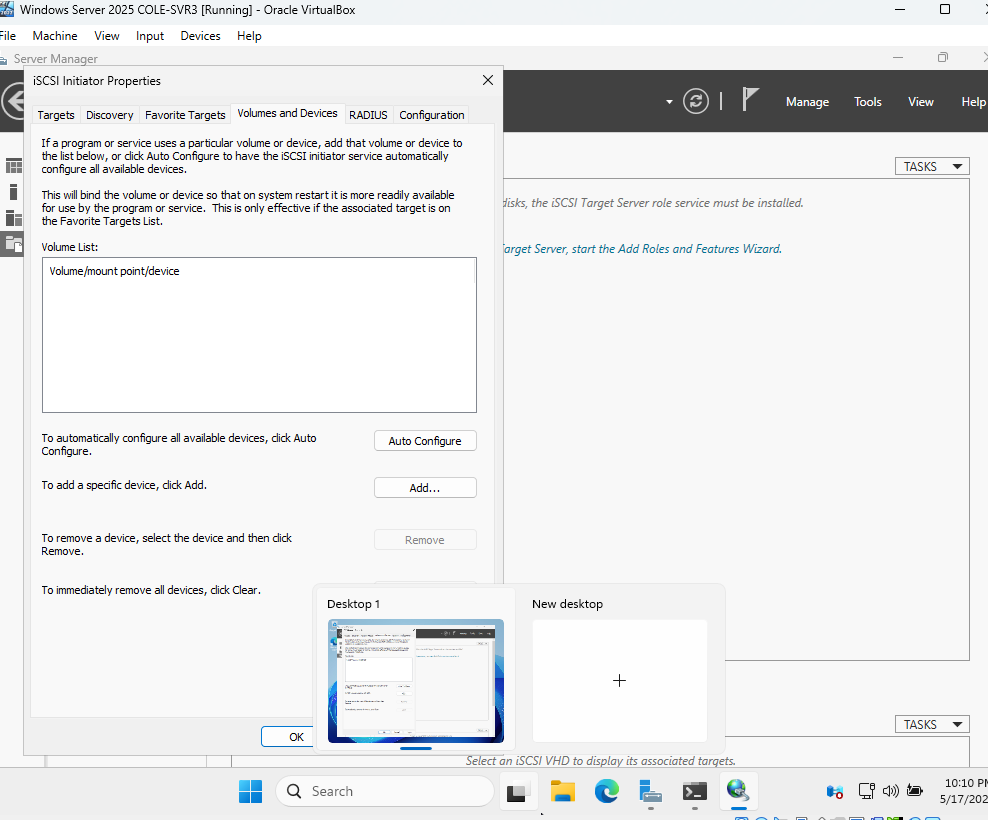 Windows Server 2025 COLE-SVR3 [Running] - Oracle VirtualBox
File Machine View Input Devices Help
Server Manager
iSCSI Initiator Properties
Manage Tools View Help
Targets Discovery Favorite Targets Volumes and Devices RADIUS Configuration
If a program or service uses a particular volume or device, add that volume or device to
the list below, or click Auto Configure to have the iSCSI initiator service automatically
configure all available devices.
TASKS
This will bind the volume or device so that on system restart it is more readily available
for use by the program or service. This is only effective if the associated target is on
the Favorite Targets List.
disks, the iSCSI Target Server role service must be installed.
Target Server, start the Add Roles and Features Wizard.
Volume List:
Volume/mount point/device
To automatically configure all available devices, click Auto
Configure.
Auto Configure
To add a specific device, click Add.
Add...
To remove a device, select the device and then click
Remove.
Remove
To immediately remove all devices, click Clear.
Desktop 1
New desktop
OK
TASKS
Select an iSCSI VHD to display its associated targets.
Search
10:10 PM
5/17/202